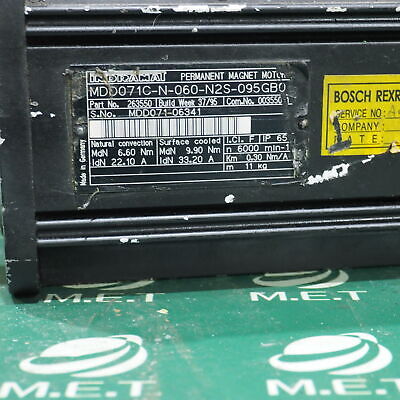 INDRAMAT PERMANENT MAGNET MOTOR
MDD071C-N-060-N2S-095GB0
Part No. 263550 Build Week 37/95 Com.No. 003550
S.No. MDD071-06341
Made in Germany
Natural convection Surface cooled I.Cl. F IP 65
MdN 6.60 Nm MdN 9.90 Nm n 6000 min-1
IdN 22.10 A IdN 33.20 A Km 0.30 Nm/A
m 11 kg
BOSCH REXR
SERVICE NO
COMPANY
TE
M.E.T
M.E.T
M.E.T